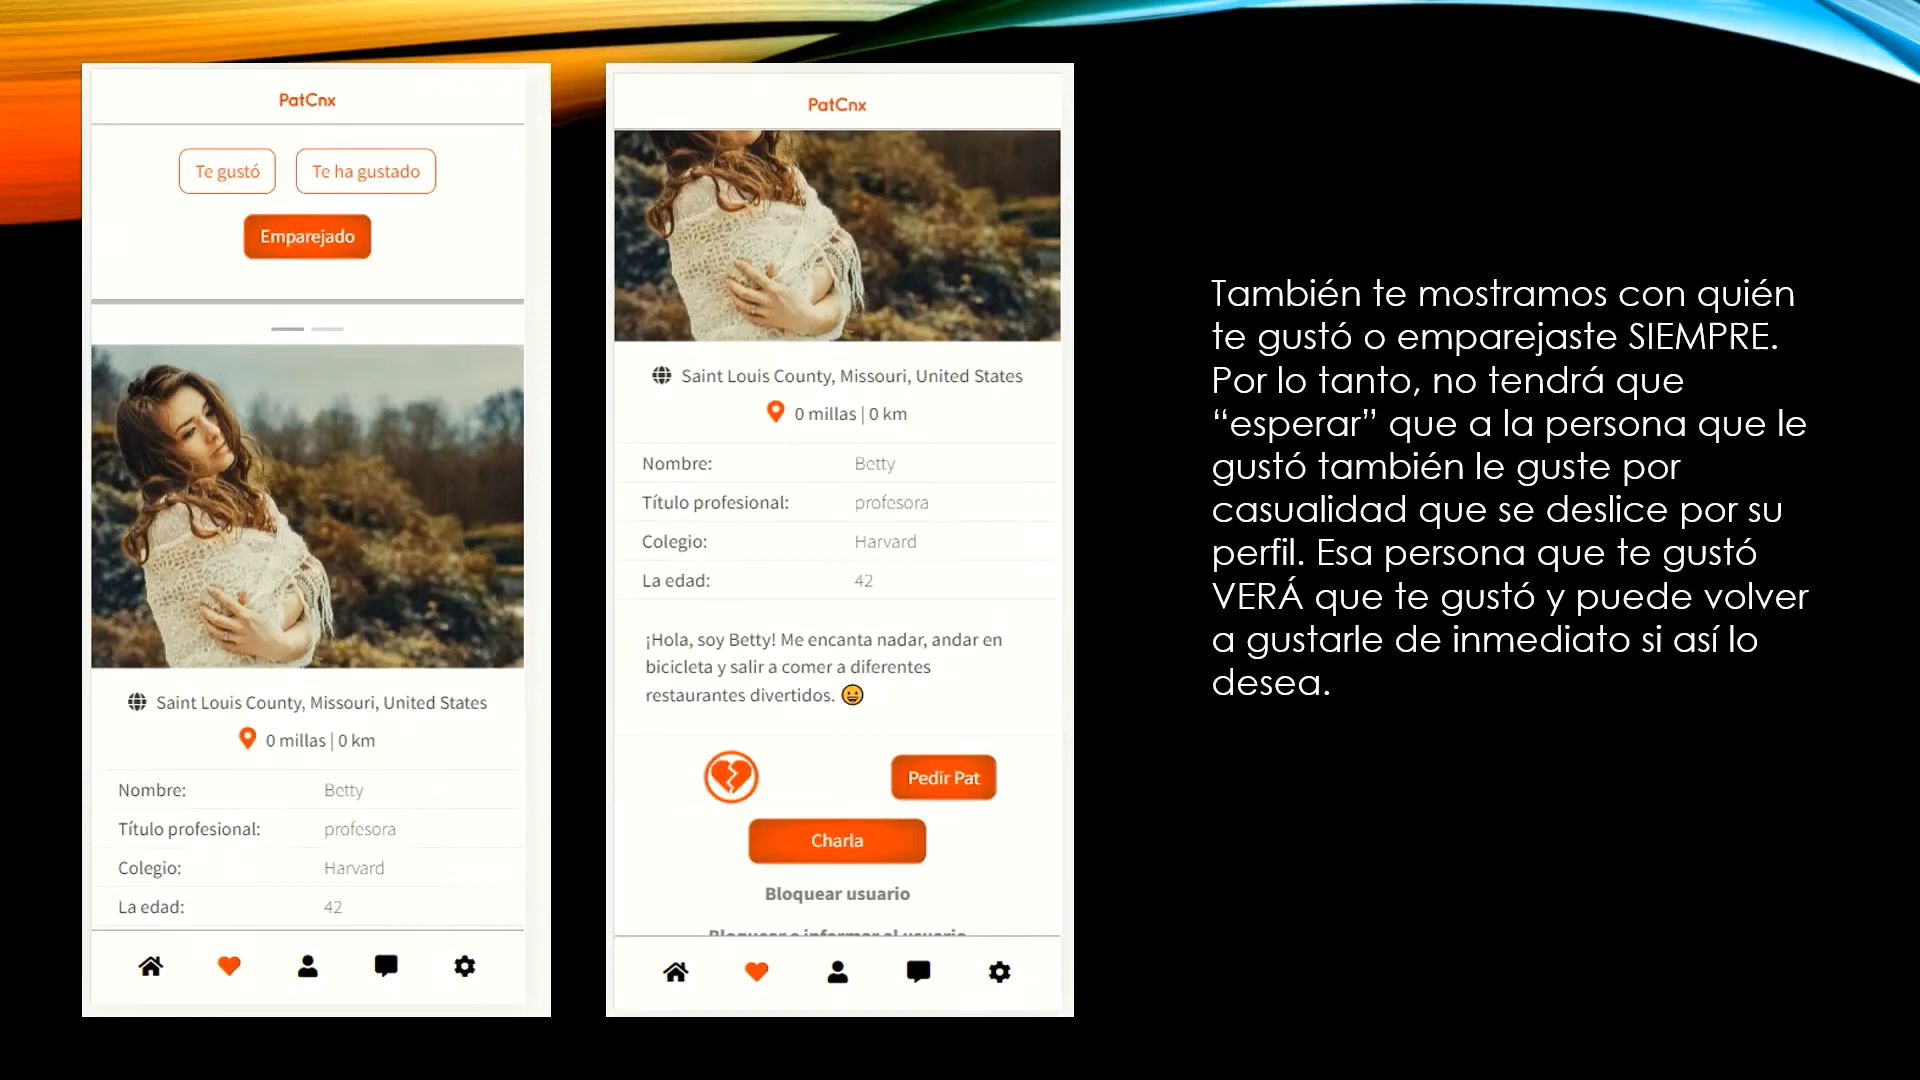 PatCnx
Te gustó
Te ha gustado
Emparejado
Saint Louis County, Missouri, United States
0 millas | 0 km
Nombre: Betty
Título profesional: profesora
Colegio: Harvard
La edad: 42
PatCnx
Saint Louis County, Missouri, United States
0 millas | 0 km
Nombre: Betty
Título profesional: profesora
Colegio: Harvard
La edad: 42
¡Hola, soy Betty! Me encanta nadar, andar en
bicicleta y salir a comer a diferentes
restaurantes divertidos. 😀
Pedir Pat
Charla
Bloquear usuario
Bloquear e informar al usuario
También te mostramos con quién
te gustó o emparejaste SIEMPRE.
Por lo tanto, no tendrá que
“esperar” que a la persona que le
gustó también le guste por
casualidad que se deslice por su
perfil. Esa persona que te gustó
VERÁ que te gustó y puede volver
a gustarle de inmediato si así lo
desea.